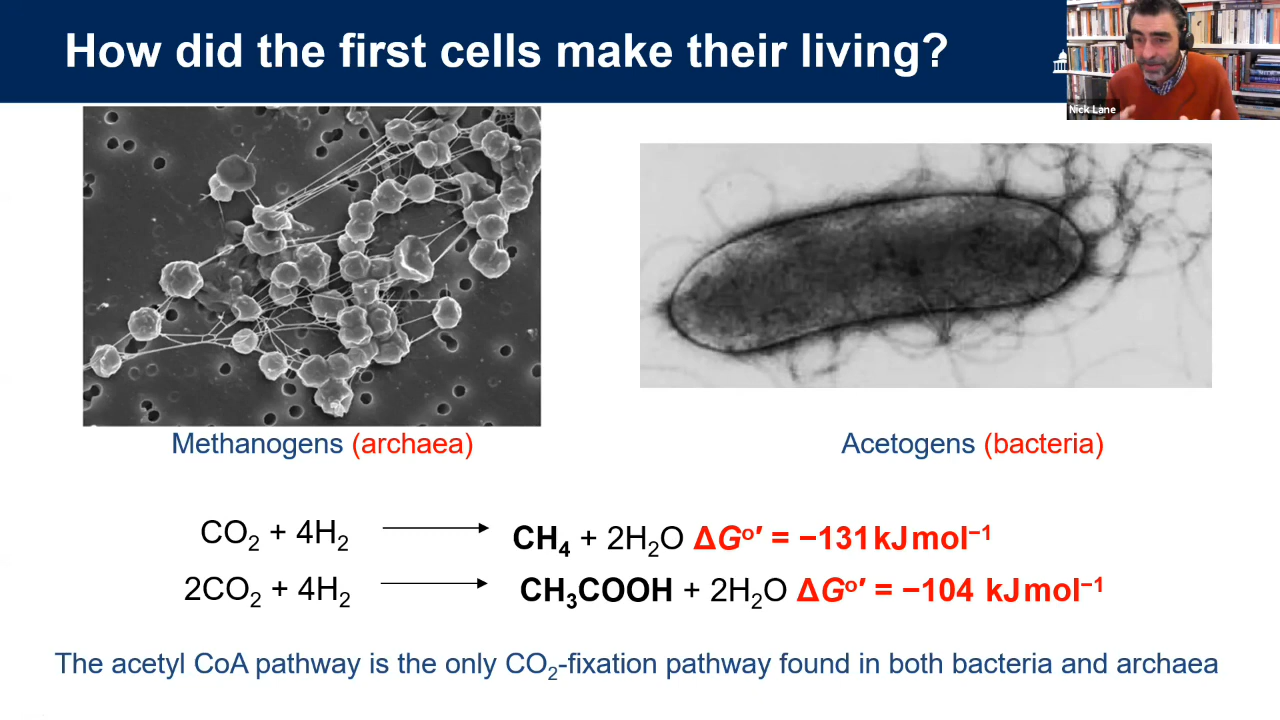 How did the first cells make their living?
Nick Lane
Methanogens (archaea)
Acetogens (bacteria)
CO₂ + 4H₂ ⟶ CH₄ + 2H₂O ΔGº′ = −131 kJ mol⁻¹
2CO₂ + 4H₂ ⟶ CH₃COOH + 2H₂O ΔGº′ = −104 kJ mol⁻¹
The acetyl CoA pathway is the only CO₂-fixation pathway found in both bacteria and archaea